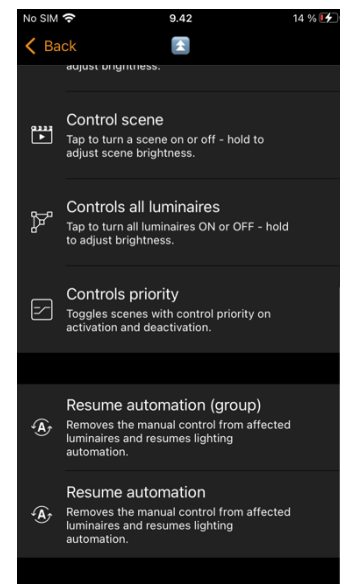 No SIM 9.42 14 %
Back
adjust brightness.
Control scene
Tap to turn a scene on or off - hold to
adjust scene brightness.
Controls all luminaires
Tap to turn all luminaires ON or OFF - hold
to adjust brightness.
Controls priority
Toggles scenes with control priority on
activation and deactivation.
Resume automation (group)
Removes the manual control from affected
luminaires and resumes lighting
automation.
Resume automation
Removes the manual control from affected
luminaires and resumes lighting
automation.